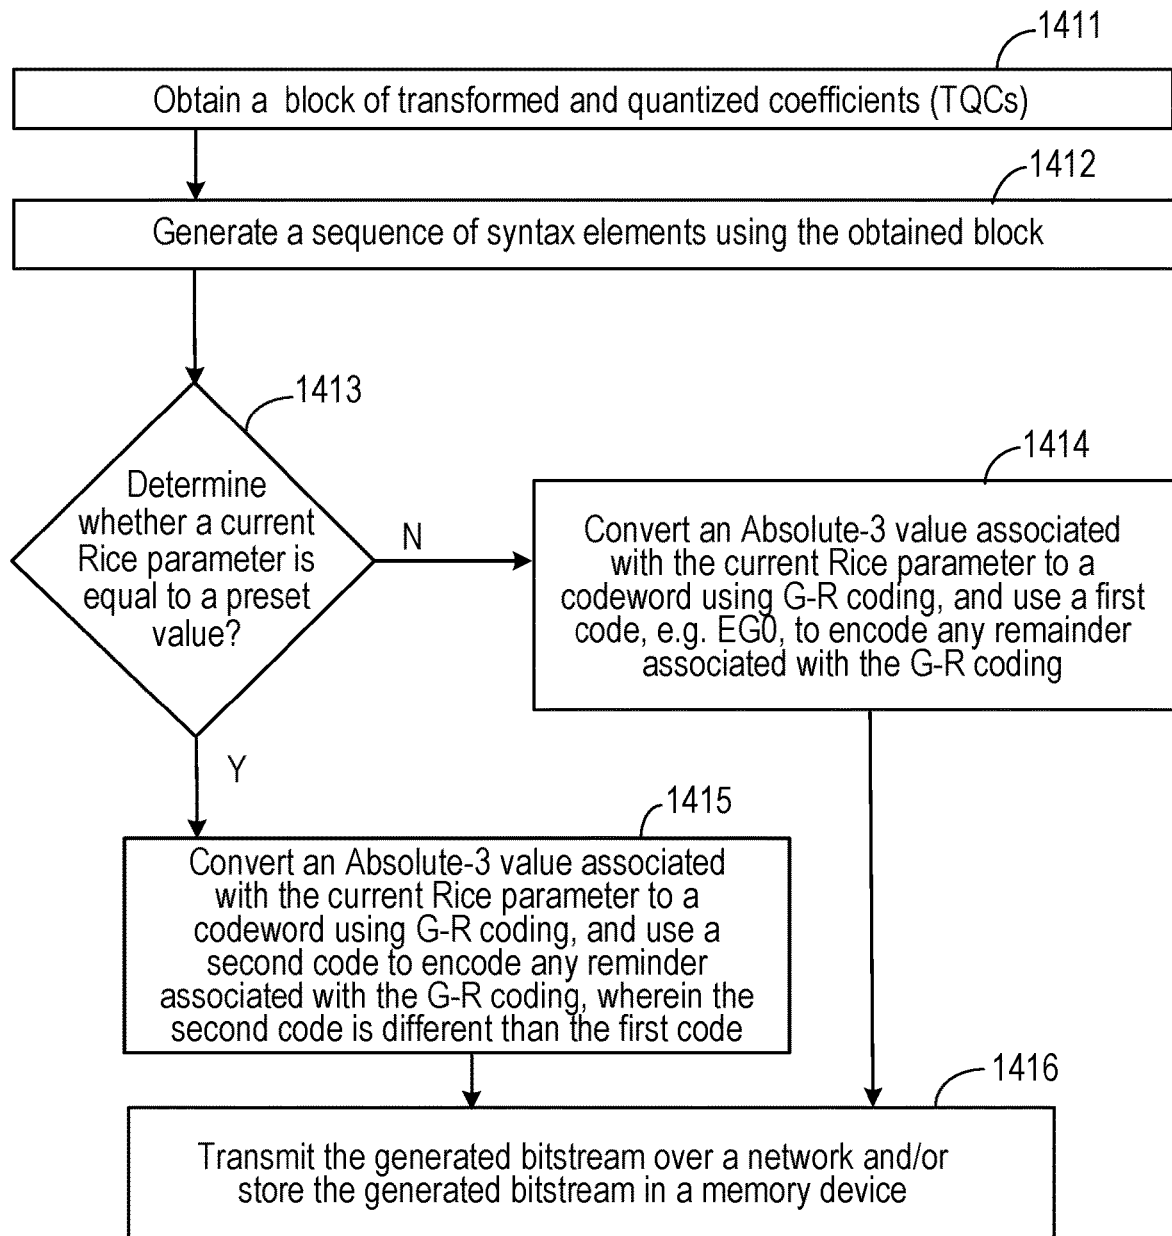 1411
Obtain a block of transformed and quantized coefficients (TQCs)
1412
Generate a sequence of syntax elements using the obtained block
1413
Determine
whether a current
Rice parameter is
equal to a preset
value?
N
Y
1414
Convert an Absolute-3 value associated
with the current Rice parameter to a
codeword using G-R coding, and use a first
code, e.g. EG0, to encode any remainder
associated with the G-R coding
1415
Convert an Absolute-3 value associated
with the current Rice parameter to a
codeword using G-R coding, and use a
second code to encode any reminder
associated with the G-R coding, wherein the
second code is different than the first code
1416
Transmit the generated bitstream over a network and/or
store the generated bitstream in a memory device